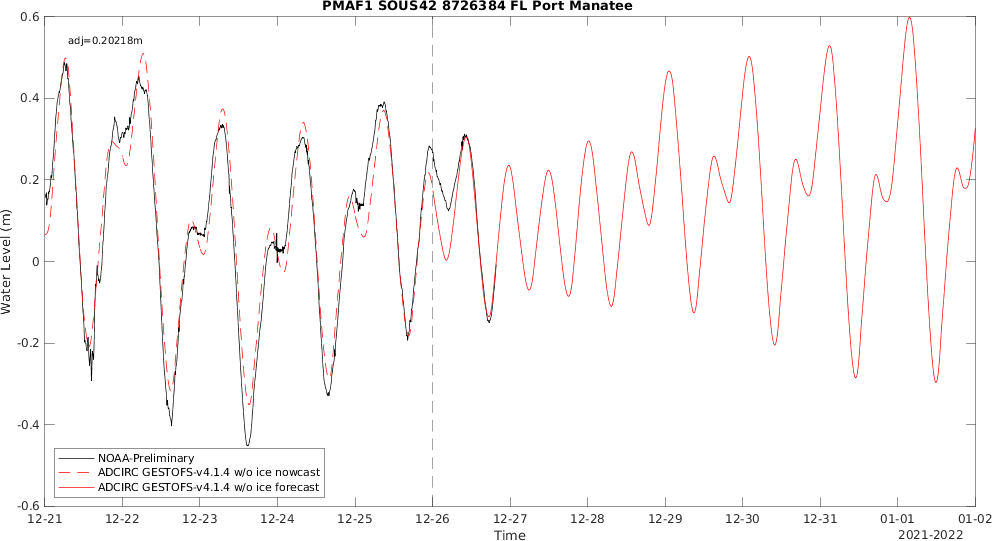 PMAF1 SOUS42 8726384 FL Port Manatee
adj=0.20218m
0.6
0.4
0.2
0
-0.2
-0.4
-0.6
Water Level (m)
NOAA-Preliminary
ADCIRC GESTOFS-v4.1.4 w/o ice nowcast
ADCIRC GESTOFS-v4.1.4 w/o ice forecast
12-21 12-22 12-23 12-24 12-25 12-26 12-27 12-28 12-29 12-30 12-31 01-01 01-02
Time
2021-2022